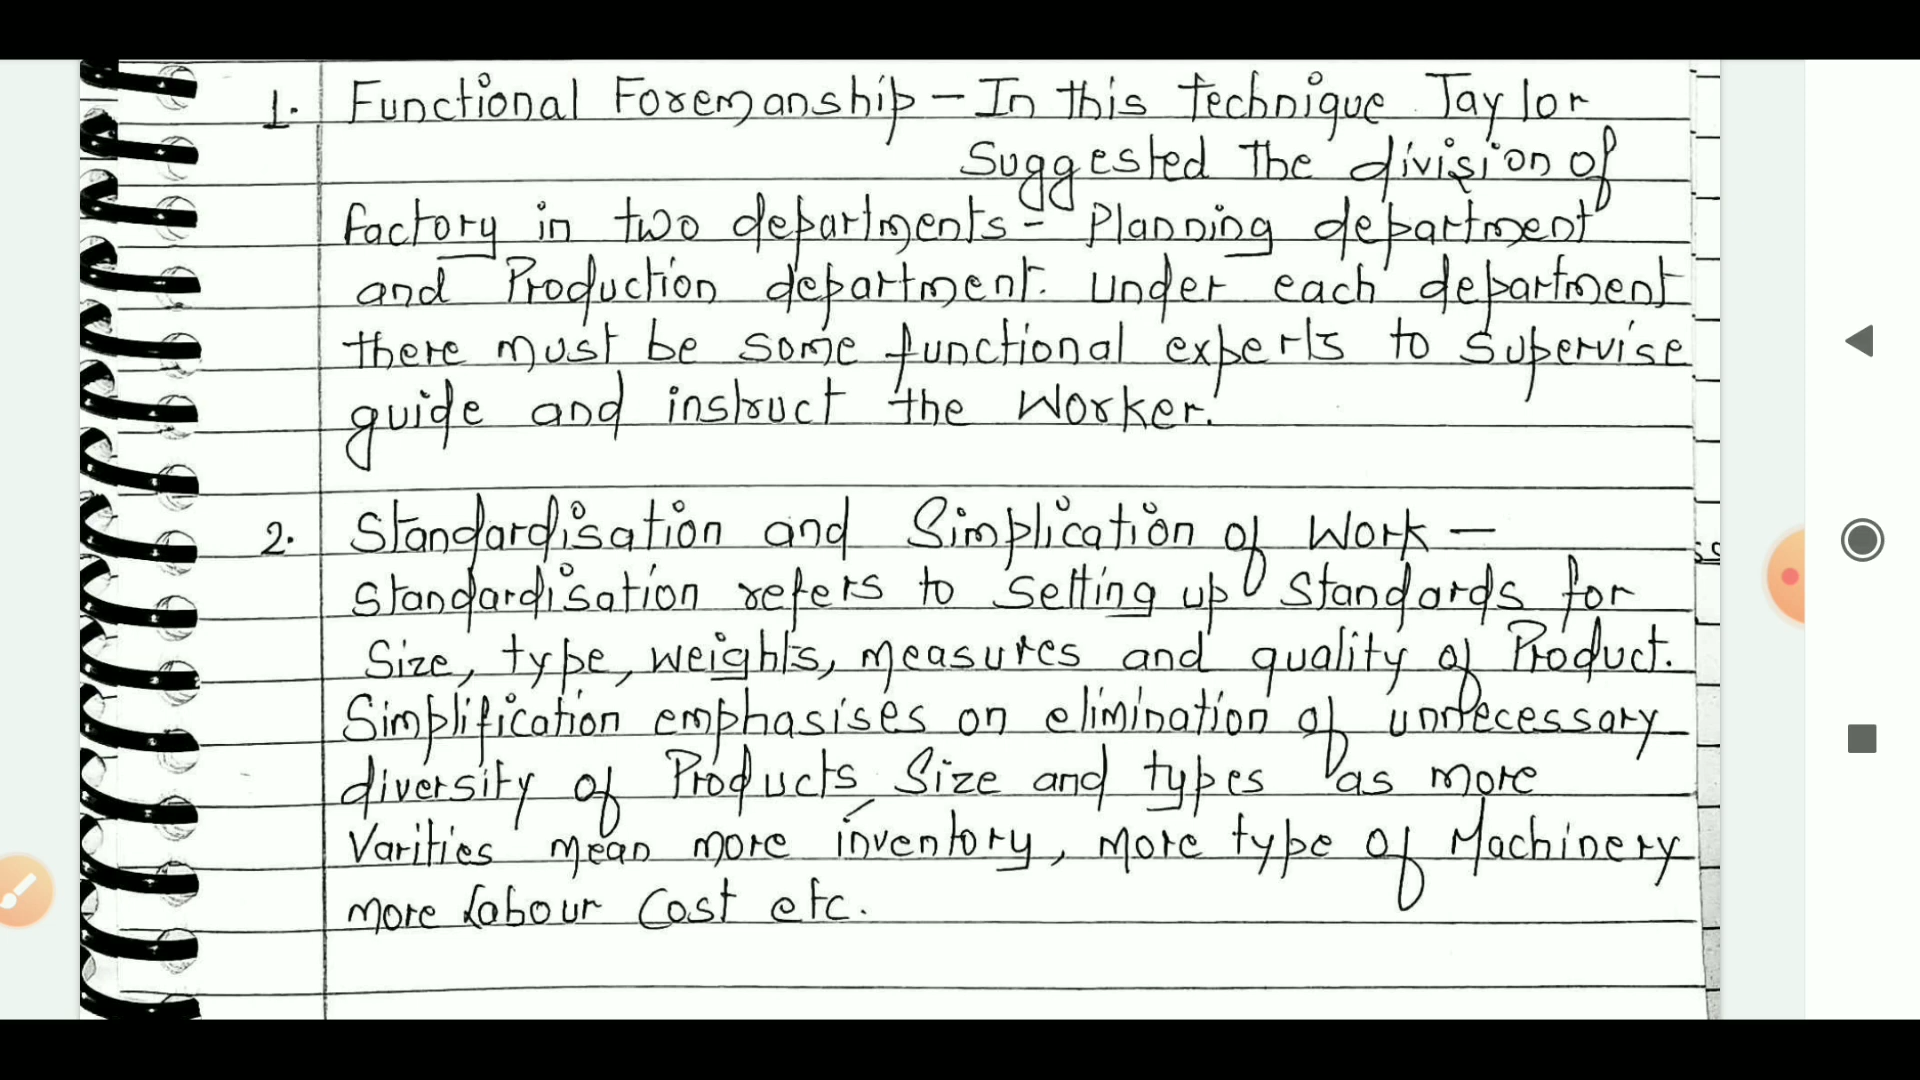 1. Functional Foremanship - In this technique Taylor
Suggested the division of
factory in two departments - Planning department
and Production department. under each department
there must be some functional experts to supervise
guide and instruct the Worker.
2. Standardisation and Simplication of Work -
Standardisation refers to setting up standards for
Size, type, weights, measures and quality of Product.
Simplification emphasises on elimination of unnecessary
diversity of Products, Size and types as more
Varities mean more inventory, more type of Machinery
more Labour Cost etc.